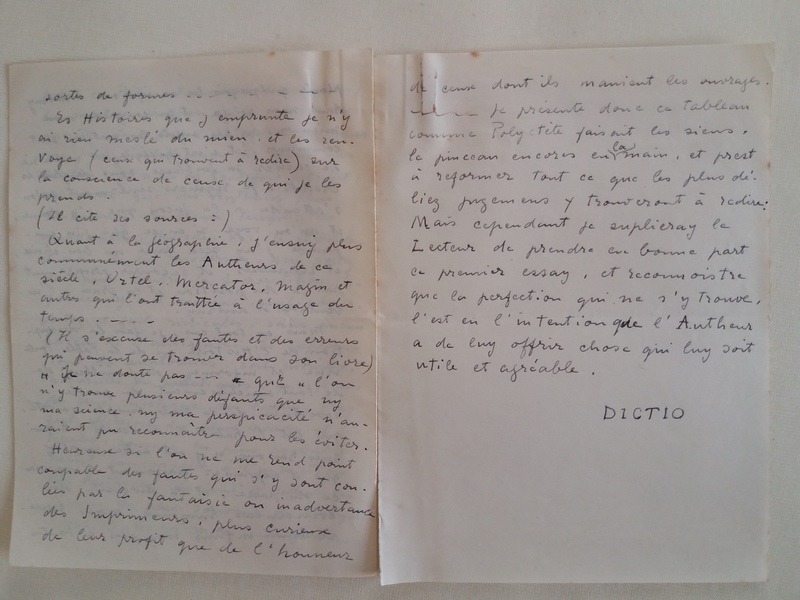 sortes de formes - - - - - -
Es Histoires que j'emprunte je n'y
ai rien meslé du mien. et les ren-
voye (ceux qui trouvent à redire) sur
la conscience de ceux de qui je les
prends.
(Il cite ses sources :)
Quant à la géographie, j'ensuy plus
communément les Autheurs de ce
siècle, Ortel, Mercator, Magin et
autres qui l'ont traittée à l'usage du
temps. - - - -
(Il s'excuse des fautes et des erreurs
qui peuvent se trouver dans son livre)
" Je ne doute pas - - - " qu'" l'on
n'y trouve plusieurs défauts que ny
ma science, ny ma perspicacité n'au-
raient pu reconnaître pour les éviter.
Heureux si l'on ne me rend point
coupable des fautes qui s'y sont cou-
lées par la fantaisie ou inadvertance
des Imprimeurs, plus curieux
de leur profit que de l'honneur
de ceux dont ils manient les ouvrages.
- - - - Je présente donc ce tableau
comme Polyctète faisait les siens,
le pinceau encores en la main, et prest
à reformer tout ce que les plus dé-
liez jugemens y trouveront à redire:
Mais cependant je suplieray le
Lecteur de prendre en bonne part
ce premier essay, et reconnoistre
que la perfection qui ne s'y trouve,
l'est en l'intention que l'Autheur
a de luy offrir chose qui luy soit
utile et agréable.
DICTIO